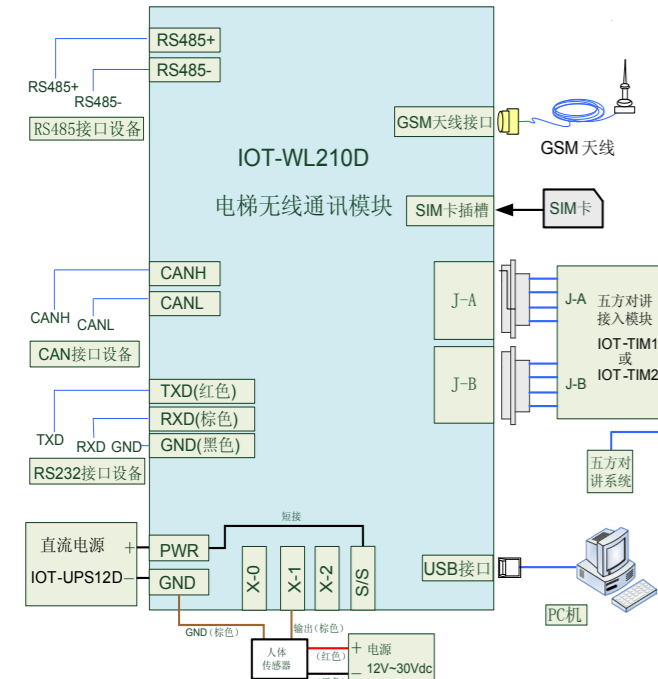 RS485+
RS485-
RS485+
RS485-
RS485接口设备
IOT-WL210D
电梯无线通讯模块
GSM天线接口
GSM 天线
SIM卡插槽
SIM卡
CANH
CANL
CANH
CANL
CAN接口设备
J-A
J-A
五方对讲
接入模块
IOT-TIM1
或
IOT-TIM2
J-B
J-B
TXD(红色)
RXD(棕色)
GND(黑色)
TXD
RXD
GND
RS232接口设备
五方对
讲系统
短接
直流电源
IOT-UPS12D
+
−
PWR
GND
X-0
X-1
X-2
S/S
USB接口
PC机
GND(棕色)
输出(棕色)
人体
传感器
(红色)
+ 电源
− 12V~30Vdc